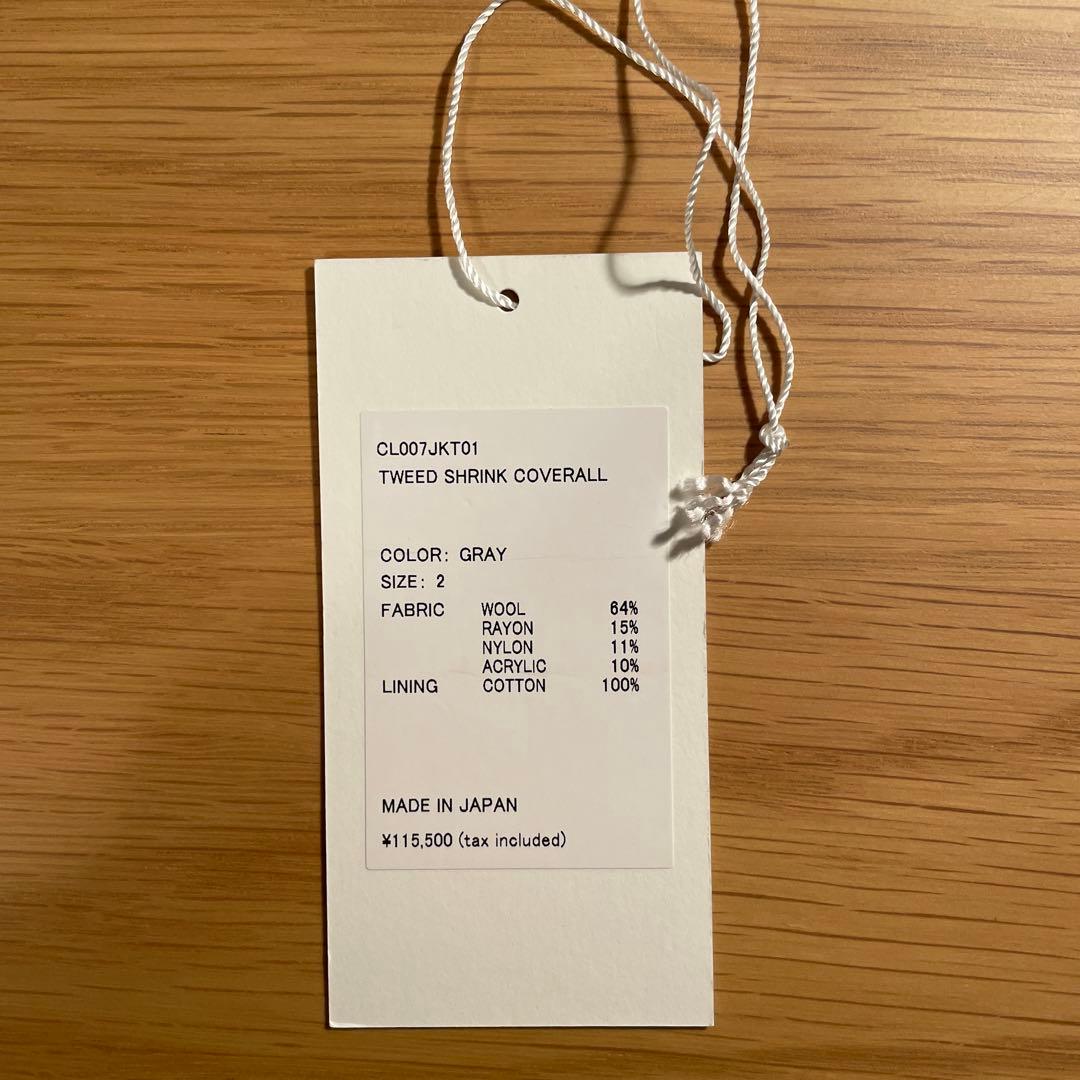 CL007JKT01
TWEED SHRINK COVERALL
COLOR: GRAY
SIZE: 2
FABRIC WOOL 64%
RAYON 15%
NYLON 11%
ACRYLIC 10%
LINING COTTON 100%
MADE IN JAPAN
¥115,500 (tax included)